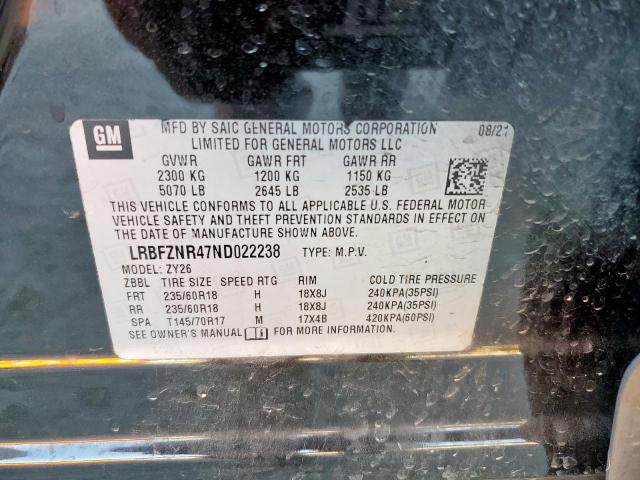 GM
MFD BY SAIC GENERAL MOTORS CORPORATION 08/21
LIMITED FOR GENERAL MOTORS LLC
GVWR GAWR FRT GAWR RR
2300 KG 1200 KG 1150 KG
5070 LB 2645 LB 2535 LB
THIS VEHICLE CONFORMS TO ALL APPLICABLE U.S. FEDERAL MOTOR
VEHICLE SAFETY AND THEFT PREVENTION STANDARDS IN EFFECT ON
THE DATE OF MANUFACTURE SHOWN ABOVE.
LRBFZNR47ND022238 TYPE: M.P.V.
MODEL: ZY26
ZBBL TIRE SIZE SPEED RTG RIM COLD TIRE PRESSURE
FRT 235/60R18 H 18X8J 240KPA(35PSI)
RR 235/60R18 H 18X8J 240KPA(35PSI)
SPA T145/70R17 M 17X4B 420KPA(60PSI)
SEE OWNER'S MANUAL FOR MORE INFORMATION.